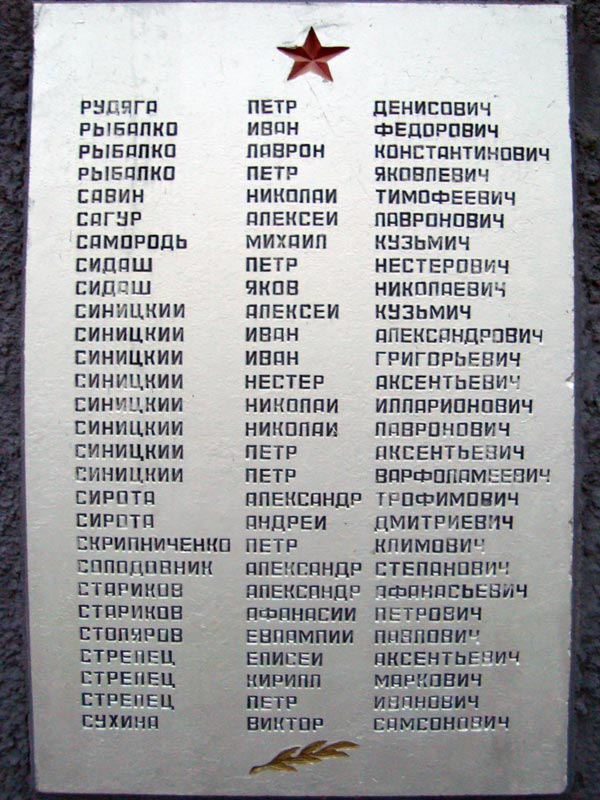 РУДЯГА ПЕТР ДЕНИСОВИЧ
РЫБАЛКО ИВАН ФЕДОРОВИЧ
РЫБАЛКО ЛАВРОН КОНСТАНТИНОВИЧ
РЫБАЛКО ПЕТР ЯКОВЛЕВИЧ
САВИН НИКОЛАИ ТИМОФЕЕВИЧ
САГУР АЛЕКСЕИ ЛАВРОНОВИЧ
САМОРОДЬ МИХАИЛ КУЗЬМИЧ
СИДАШ ПЕТР НЕСТЕРОВИЧ
СИДАШ ЯКОВ НИКОЛАЕВИЧ
СИНИЦКИИ АЛЕКСЕИ КУЗЬМИЧ
СИНИЦКИИ ИВАН АЛЕКСАНДРОВИЧ
СИНИЦКИИ ИВАН ГРИГОРЬЕВИЧ
СИНИЦКИИ НЕСТЕР АКСЕНТЬЕВИЧ
СИНИЦКИИ НИКОЛАИ ИЛЛАРИОНОВИЧ
СИНИЦКИИ НИКОЛАИ ЛАВРОНОВИЧ
СИНИЦКИИ ПЕТР АКСЕНТЬЕВИЧ
СИНИЦКИИ ПЕТР ВАРФОЛАМЕЕВИЧ
СИРОТА АЛЕКСАНДР ТРОФИМОВИЧ
СИРОТА АНДРЕИ ДМИТРИЕВИЧ
СКРИПНИЧЕНКО ПЕТР КЛИМОВИЧ
СОЛОДОВНИК АЛЕКСАНДР СТЕПАНОВИЧ
СТАРИКОВ АЛЕКСАНДР АФАНАСЬЕВИЧ
СТАРИКОВ АФАНАСИИ ПЕТРОВИЧ
СТОЛЯРОВ ЕВЛАМПИИ ПАВЛОВИЧ
СТРЕЛЕЦ ЕЛИСЕИ АКСЕНТЬЕВИЧ
СТРЕЛЕЦ КИРИЛЛ МАРКОВИЧ
СТРЕЛЕЦ ПЕТР ИВАНОВИЧ
СУХИНА ВИКТОР САМСОНОВИЧ